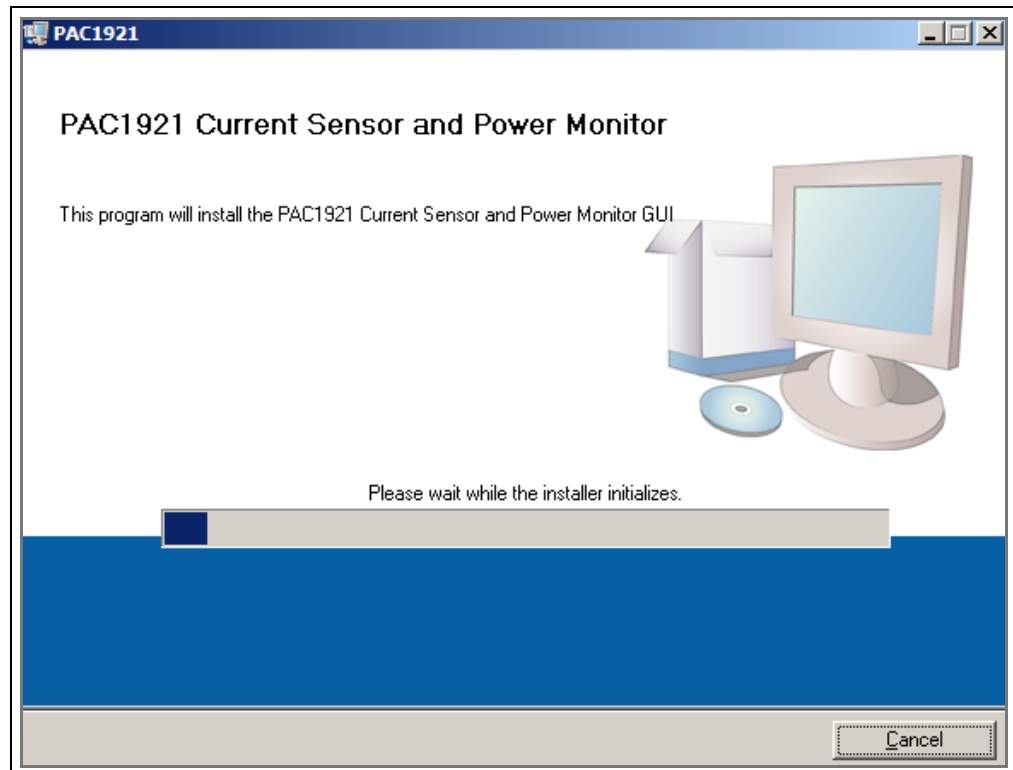 PAC1921
PAC1921 Current Sensor and Power Monitor
This program will install the PAC1921 Current Sensor and Power Monitor GUI
Please wait while the installer initializes.
Cancel